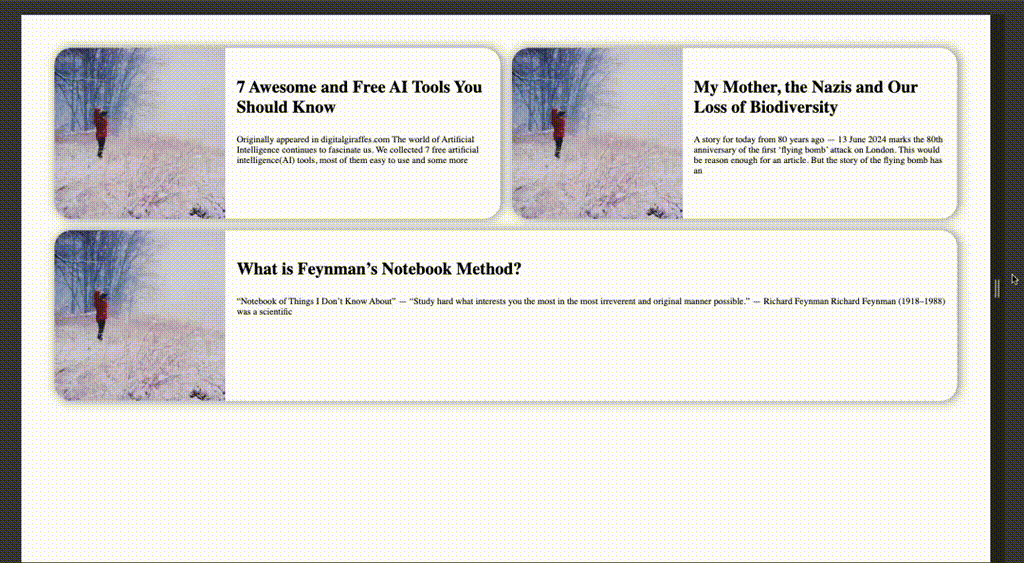 7 Awesome and Free AI Tools You
Should Know
Originally appeared in digitalgiraffes.com The world of Artificial
Intelligence continues to fascinate us. We collected 7 free artificial
intelligence(AI) tools, most of them easy to use and some more
My Mother, the Nazis and Our
Loss of Biodiversity
A story for today from 80 years ago — 13 June 2024 marks the 80th
anniversary of the first ‘flying bomb’ attack on London. This would
be reason enough for an article. But the story of the flying bomb has
an
What is Feynman’s Notebook Method?
“Notebook of Things I Don’t Know About” — “Study hard what interests you the most in the most irreverent and original manner possible.” — Richard Feynman Richard Feynman (1918–1988)
was a scientific